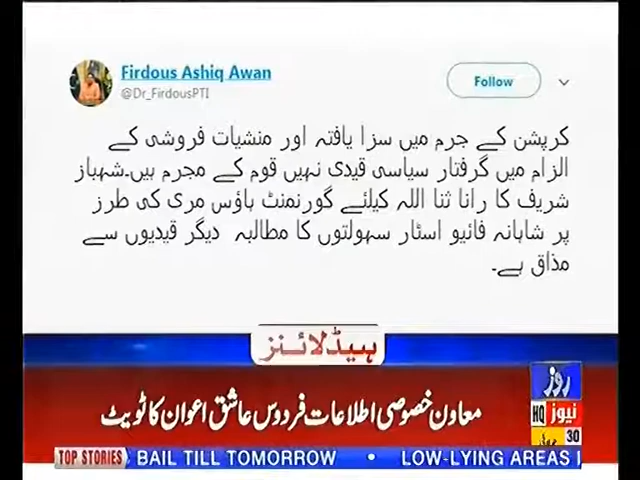 Firdous Ashiq Awan
@Dr_FirdousPTI
Follow
کرپشن کے جرم میں سزا یافتہ اور منشیات فروشی کے
الزام میں گرفتار سیاسی قیدی نہیں قوم کے مجرم ہیں۔شہباز
شریف کا رانا ثنا اللہ کیلئے گورنمنٹ ہاؤس مری کی طرز
پر شاہانہ فائیو اسٹار سہولتوں کا مطالبہ دیگر قیدیوں سے
مذاق ہے۔
ہیڈلائنز
روز
HQ نیوز
30
معاون خصوصی اطلاعات فردوس عاشق اعوان کا ٹویٹ
TOP STORIES BAIL TILL TOMORROW • LOW-LYING AREAS I